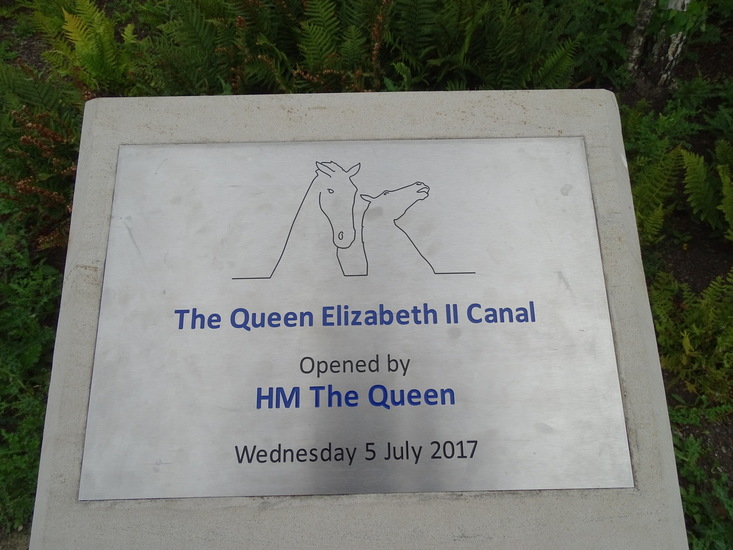 The Queen Elizabeth II Canal
Opened by
HM The Queen
Wednesday 5 July 2017